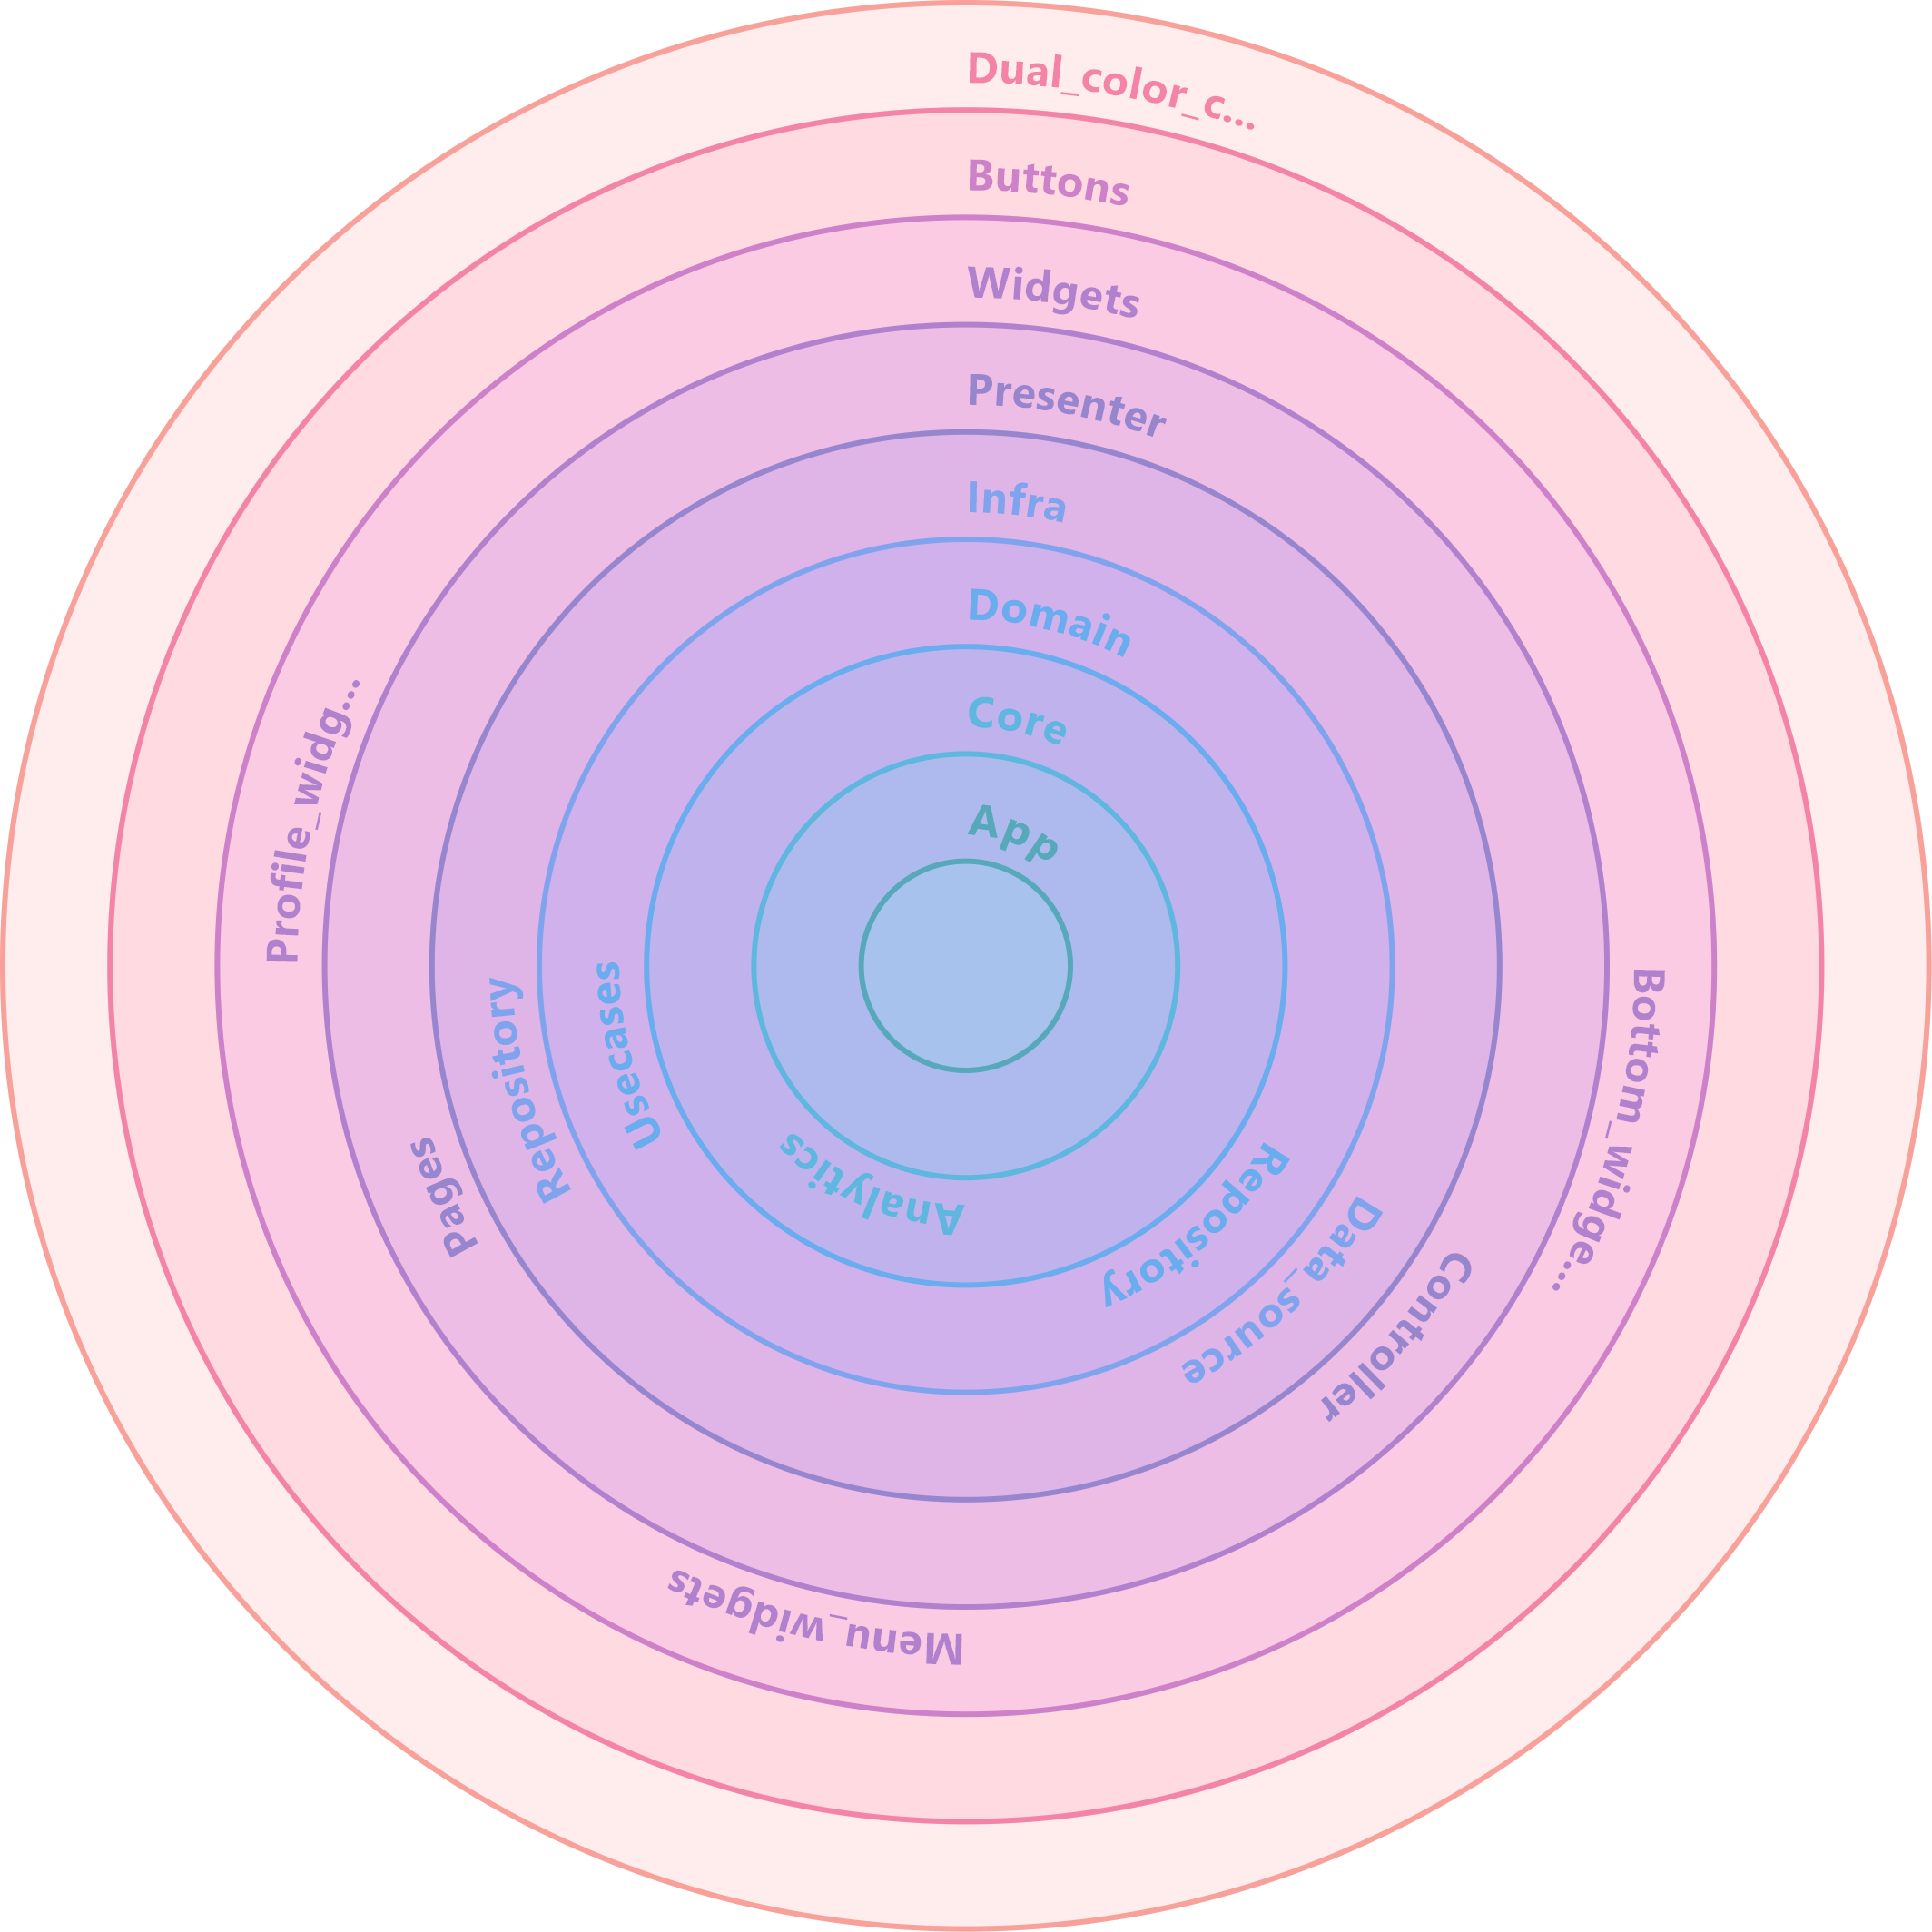 Dual_color_c...
Buttons
Widgets
Bottom_widge...
Menu_widgets
Profile_widg...
Presenter
Controller
Pages
Infra
Data_source
Repository
Domain
Repository
Usecases
Core
Analytics
App